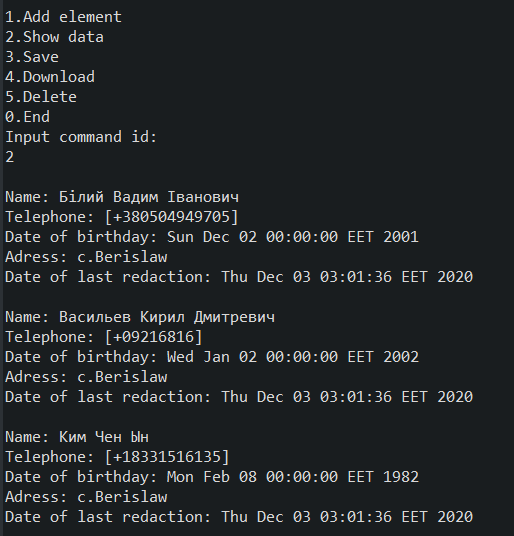 1.Add element
2.Show data
3.Save
4.Download
5.Delete
0.End
Input command id:
2
Name: Білий Вадим Іванович
Telephone: [+380504949705]
Date of birthday: Sun Dec 02 00:00:00 EET 2001
Adress: c.Berislaw
Date of last redaction: Thu Dec 03 03:01:36 EET 2020
Name: Васильев Кирил Дмитревич
Telephone: [+09216816]
Date of birthday: Wed Jan 02 00:00:00 EET 2002
Adress: c.Berislaw
Date of last redaction: Thu Dec 03 03:01:36 EET 2020
Name: Ким Чен Ын
Telephone: [+18331516135]
Date of birthday: Mon Feb 08 00:00:00 EET 1982
Adress: c.Berislaw
Date of last redaction: Thu Dec 03 03:01:36 EET 2020